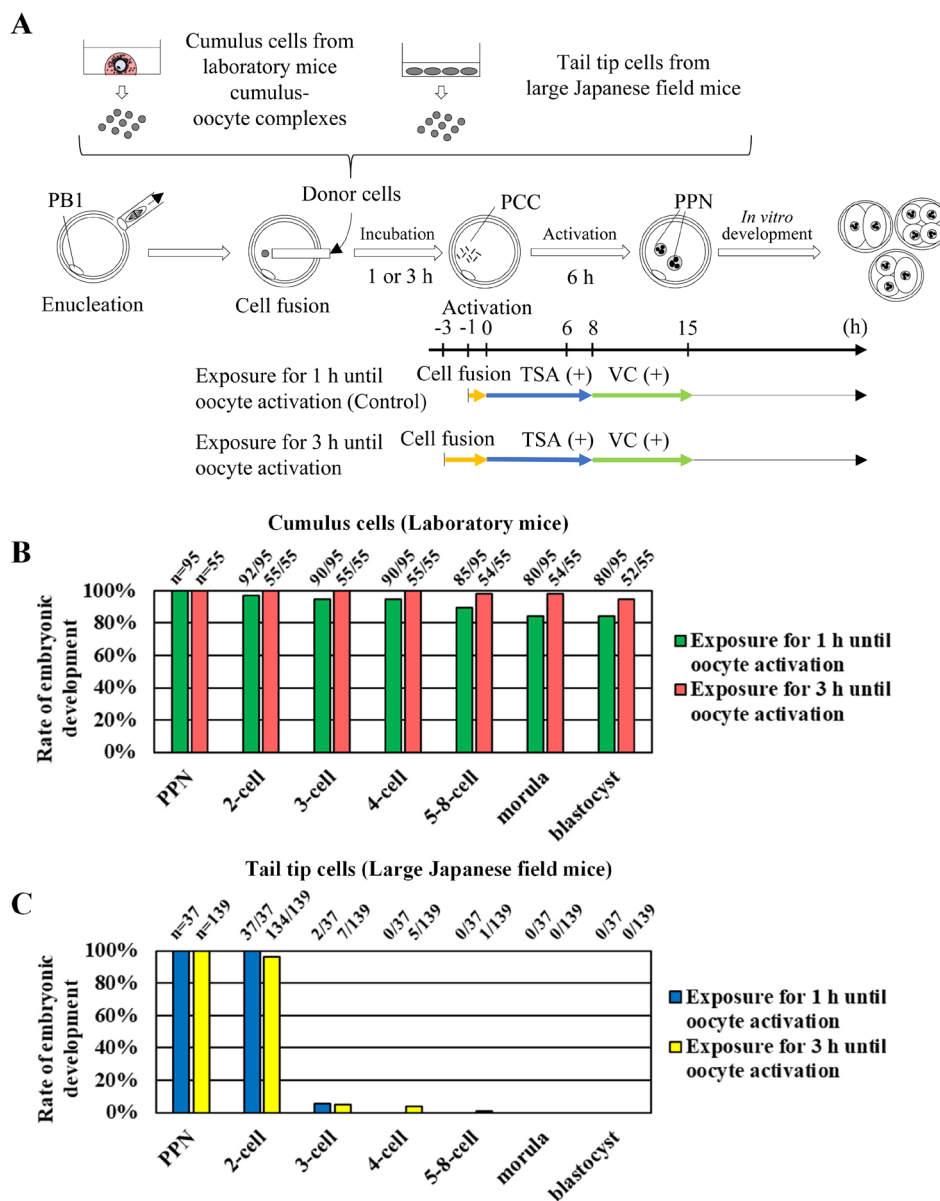 A
Cumulus cells from
laboratory mice
cumulus-
oocyte complexes
Tail tip cells from
large Japanese field mice
PB1
Donor cells
PCC
PPN
Incubation
1 or 3 h
Activation
6 h
In vitro
development
Enucleation
Cell fusion
Activation
-3 -1 0 6 8 15 (h)
Exposure for 1 h until
oocyte activation (Control)
Cell fusion TSA (+) VC (+)
Exposure for 3 h until
oocyte activation
Cell fusion TSA (+) VC (+)
Cumulus cells (Laboratory mice)
B
n=95 n=55 92/95 55/55 90/95 55/55 90/95 55/55 85/95 54/55 80/95 54/55 80/95 52/55
Rate of embryonic
development
100%
80%
60%
40%
20%
0%
PPN 2-cell 3-cell 4-cell 5-8-cell morula blastocyst
Exposure for 1 h until
oocyte activation
Exposure for 3 h until
oocyte activation
Tail tip cells (Large Japanese field mice)
C
n=37 n=139 37/37 134/139 2/37 7/139 0/37 5/139 0/37 1/139 0/37 0/139 0/37 0/139
Rate of embryonic
development
100%
80%
60%
40%
20%
0%
PPN 2-cell 3-cell 4-cell 5-8-cell morula blastocyst
Exposure for 1 h until
oocyte activation
Exposure for 3 h until
oocyte activation